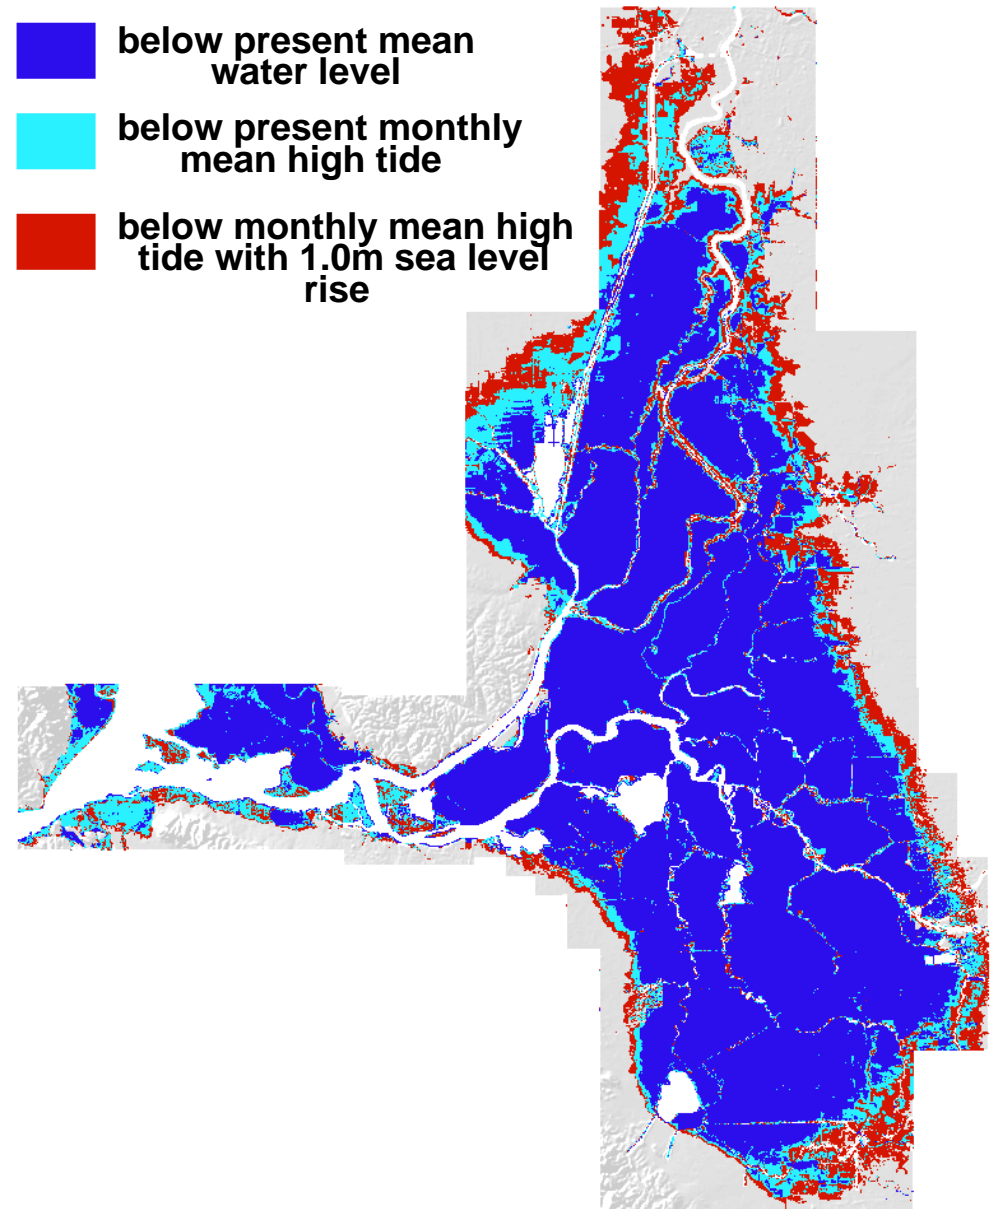 below present mean
water level
below present monthly
mean high tide
below monthly mean high
tide with 1.0m sea level
rise